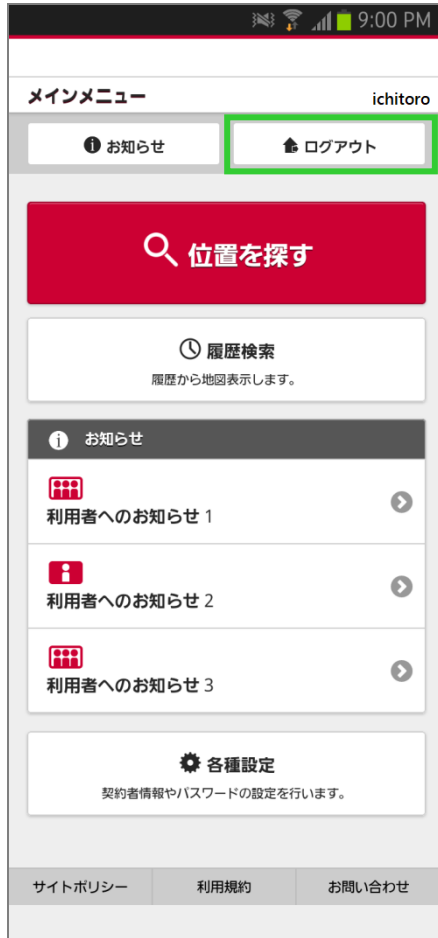 9:00 PM
メインメニュー
ichitoro
お知らせ
ログアウト
位置を探す
履歴検索
履歴から地図表示します。
お知らせ
利用者へのお知らせ 1
利用者へのお知らせ 2
利用者へのお知らせ 3
各種設定
契約者情報やパスワードの設定を行います。
サイトポリシー
利用規約
お問い合わせ